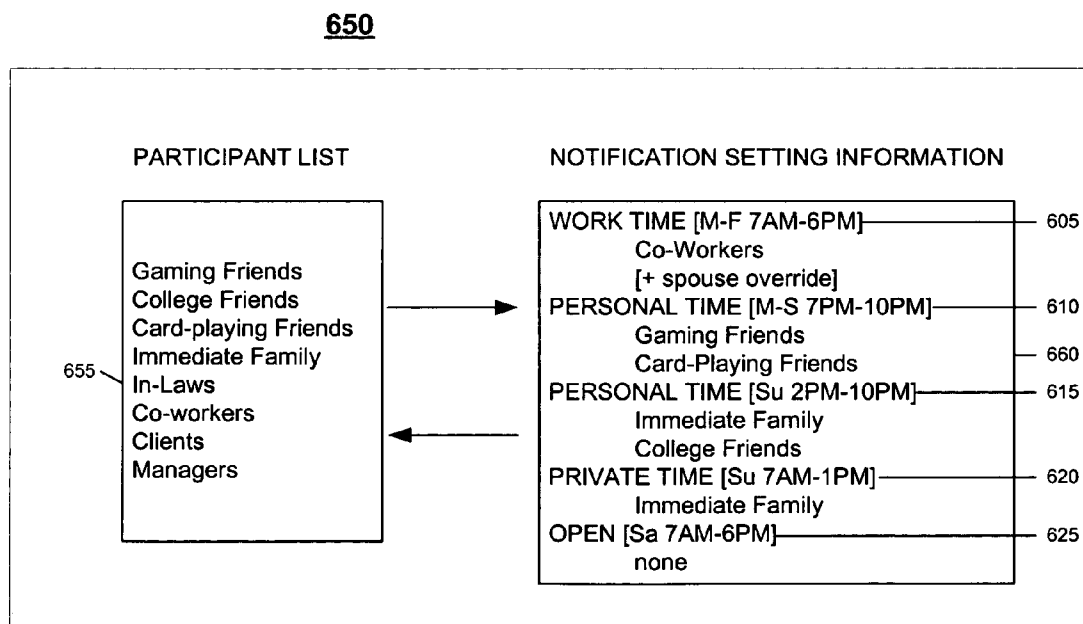 650
PARTICIPANT LIST
Gaming Friends
College Friends
Card-playing Friends
Immediate Family
In-Laws
Co-workers
Clients
Managers
655
NOTIFICATION SETTING INFORMATION
WORK TIME [M-F 7AM-6PM]
Co-Workers
[+ spouse override]
PERSONAL TIME [M-S 7PM-10PM]
Gaming Friends
Card-Playing Friends
PERSONAL TIME [Su 2PM-10PM]
Immediate Family
College Friends
PRIVATE TIME [Su 7AM-1PM]
Immediate Family
OPEN [Sa 7AM-6PM]
none
605
610
660
615
620
625